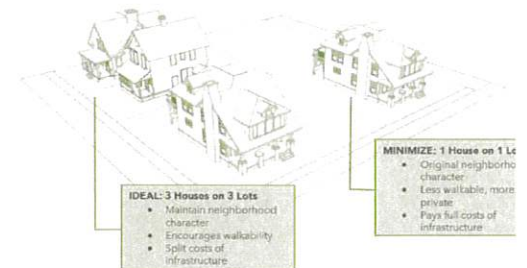 IDEAL: 3 Houses on 3 Lots
• Maintain neighborhood
character
• Encourages walkability
• Split costs of
infrastructure
MINIMIZE: 1 House on 1 Lo
• Original neighborho
character
• Less walkable, more
private
• Pays full costs of
infrastructure